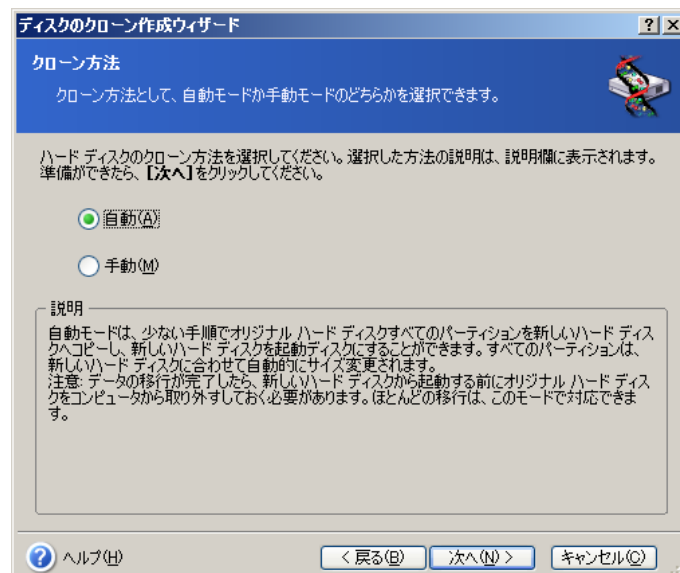 ディスクのクローン作成ウィザード
クローン方法
クローン方法として、自動モードか手動モードのどちらかを選択できます。
ハード ディスクのクローン方法を選択してください。選択した方法の説明は、説明欄に表示されます。
準備ができたら、【次へ】をクリックしてください。
自動(A)
手動(M)
説明
自動モードは、少ない手順でオリジナル ハード ディスクすべてのパーティションを新しいハード ディス
クへコピーし、新しいハード ディスクを起動ディスクにすることができます。すべてのパーティションは、
新しいハード ディスクに合わせて自動的にサイズ変更されます。
注意: データの移行が完了したら、新しいハード ディスクから起動する前にオリジナル ハード ディス
クをコンピュータから取り外すしておく必要があります。ほとんどの移行は、このモードで対応できま
す。
ヘルプ(H)
< 戻る(B)
次へ(N) >
キャンセル(C)